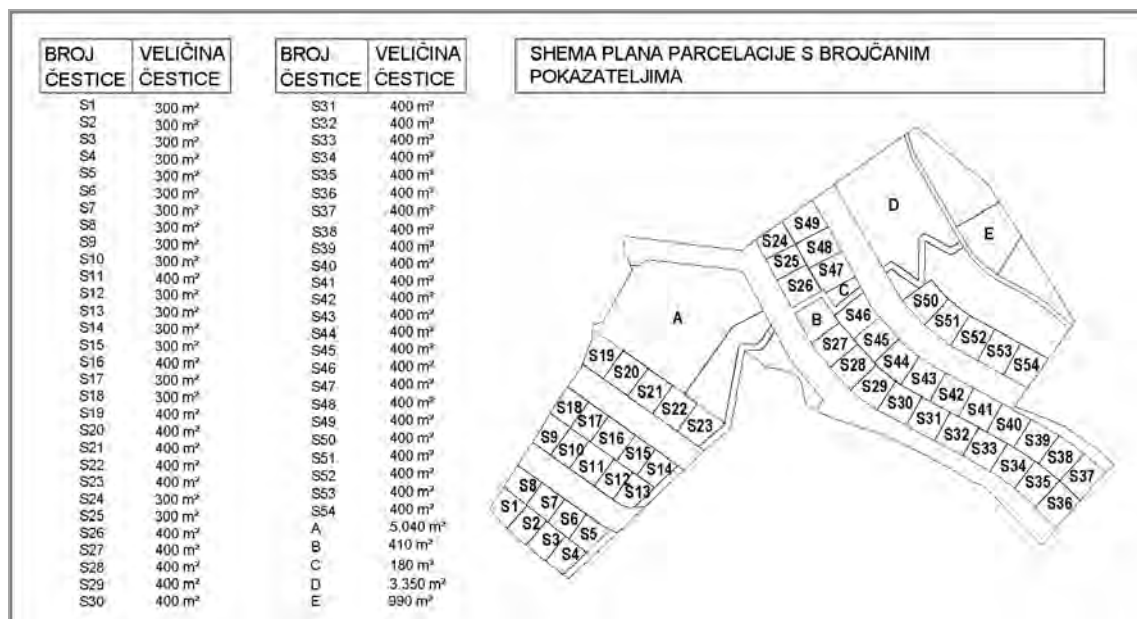 BROJ ČESTICE VELIČINA ČESTICE
S1 300 m²
S2 300 m²
S3 300 m²
S4 300 m²
S5 300 m²
S6 300 m²
S7 300 m²
S8 300 m²
S9 300 m²
S10 300 m²
S11 400 m²
S12 300 m²
S13 300 m²
S14 300 m²
S15 300 m²
S16 400 m²
S17 300 m²
S18 300 m²
S19 400 m²
S20 400 m²
S21 400 m²
S22 400 m²
S23 400 m²
S24 300 m²
S25 300 m²
S26 400 m²
S27 400 m²
S28 400 m²
S29 400 m²
S30 400 m²
BROJ ČESTICE VELIČINA ČESTICE
S31 400 m²
S32 400 m²
S33 400 m²
S34 400 m²
S35 400 m²
S36 400 m²
S37 400 m²
S38 400 m²
S39 400 m²
S40 400 m²
S41 400 m²
S42 400 m²
S43 400 m²
S44 400 m²
S45 400 m²
S46 400 m²
S47 400 m²
S48 400 m²
S49 400 m²
S50 400 m²
S51 400 m²
S52 400 m²
S53 400 m²
S54 400 m²
A 5.040 m²
B 410 m²
C 180 m²
D 3.350 m²
E 990 m²
SHEMA PLANA PARCELACIJE S BROJČANIM
POKAZATELJIMA
D
E
S49
S24
S48
S25
S47
S26
C
A
B
S46
S50
S51
S52
S53
S54
S27
S45
S28
S44
S29
S43
S30
S42
S31
S41
S32
S40
S33
S39
S34
S38
S35
S37
S36
S19
S20
S21
S22
S23
S18
S17
S16
S15
S14
S9
S10
S11
S12
S13
S8
S7
S6
S5
S1
S2
S3
S4